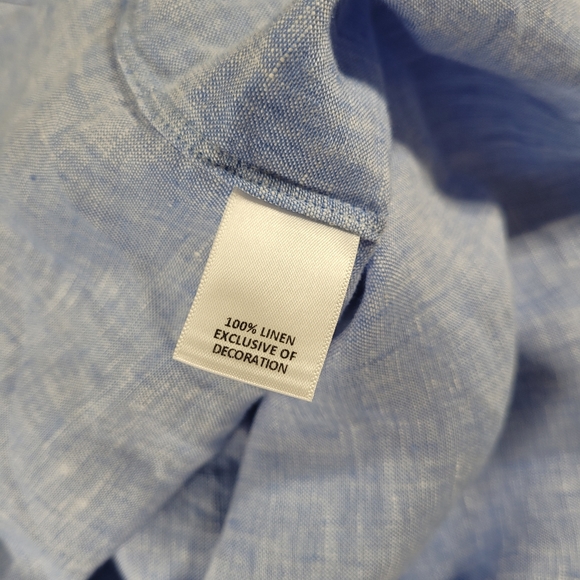 100% LINEN
EXCLUSIVE OF
DECORATION